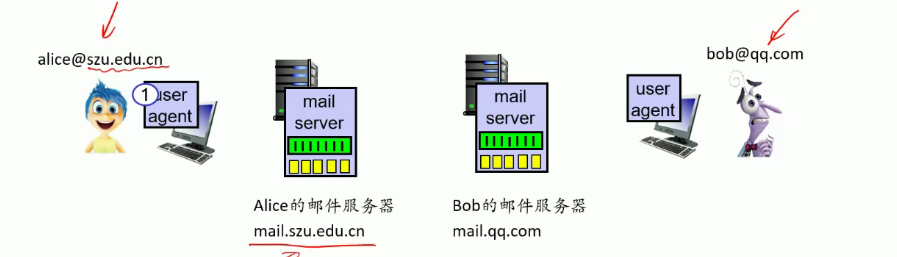 alice@szu.edu.cn
bob@qq.com
1
user
agent
mail
server
mail
server
user
agent
Alice的邮件服务器
mail.szu.edu.cn
Bob的邮件服务器
mail.qq.com